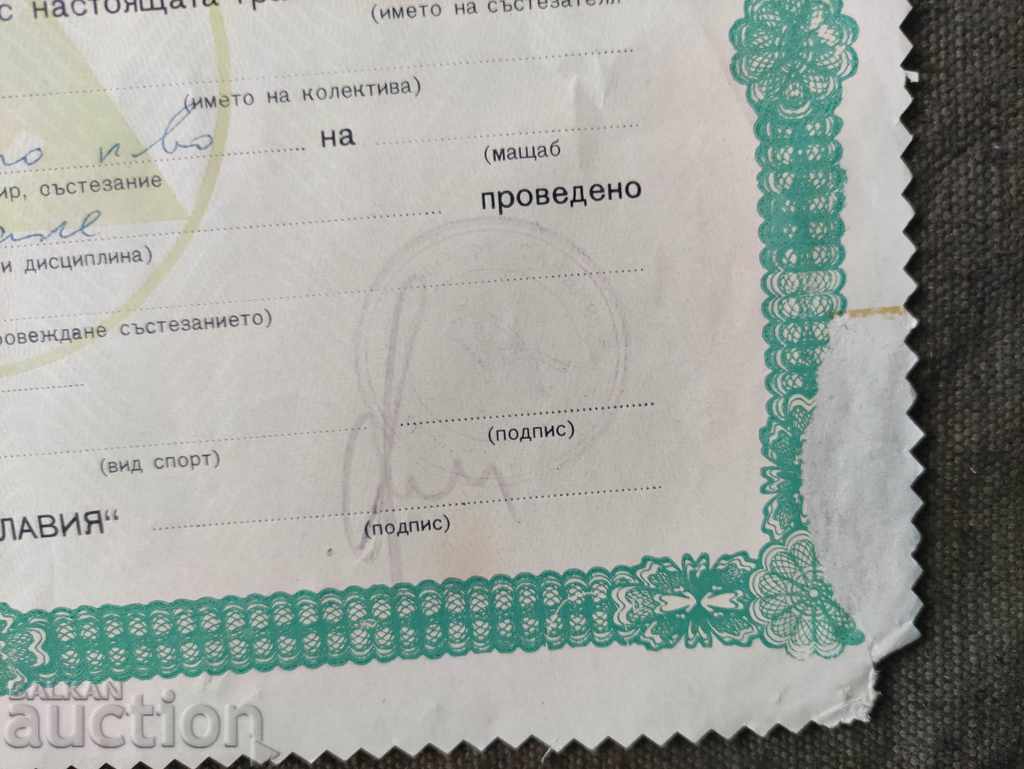 с настоящата гра
(името на състезателя
(името на колектива)
на
(мащаб
ир, състезание
проведено
и дисциплина)
ровеждане състезанието)
(подпис)
(вид спорт)
ЛАВИЯ"
(подпис)
BALKAN
auction